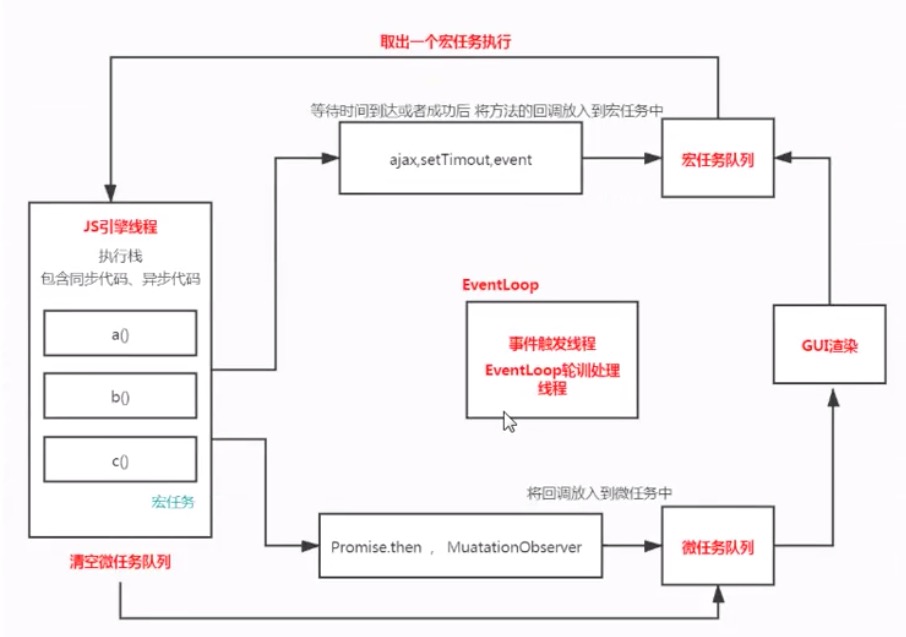 取出一个宏任务执行
等待时间到达或者成功后 将方法的回调放入到宏任务中
ajax,setTimout,event
宏任务队列
JS引擎线程
执行栈
包含同步代码、异步代码
a()
b()
c()
宏任务
清空微任务队列
EventLoop
事件触发线程
EventLoop轮训处理
线程
GUI渲染
将回调放入到微任务中
Promise.then ， MuatationObserver
微任务队列